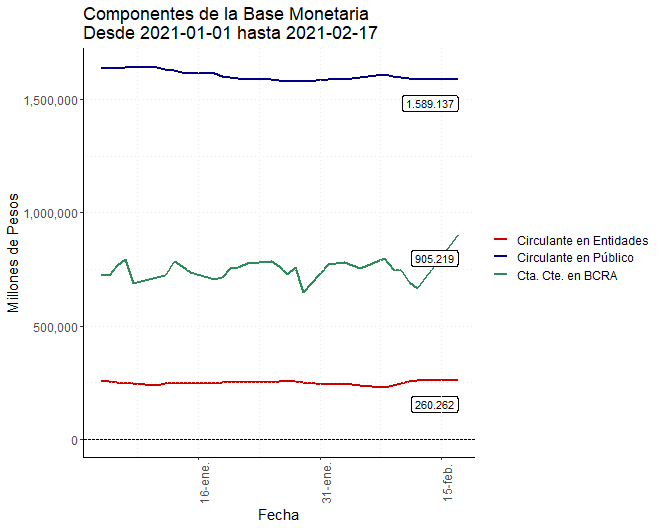 Componentes de la Base Monetaria
Desde 2021-01-01 hasta 2021-02-17
Millones de Pesos
1,500,000
1,000,000
500,000
0
1.589.137
905.219
260.262
16-ene.
31-ene.
15-feb.
Fecha
Circulante en Entidades
Circulante en Público
Cta. Cte. en BCRA